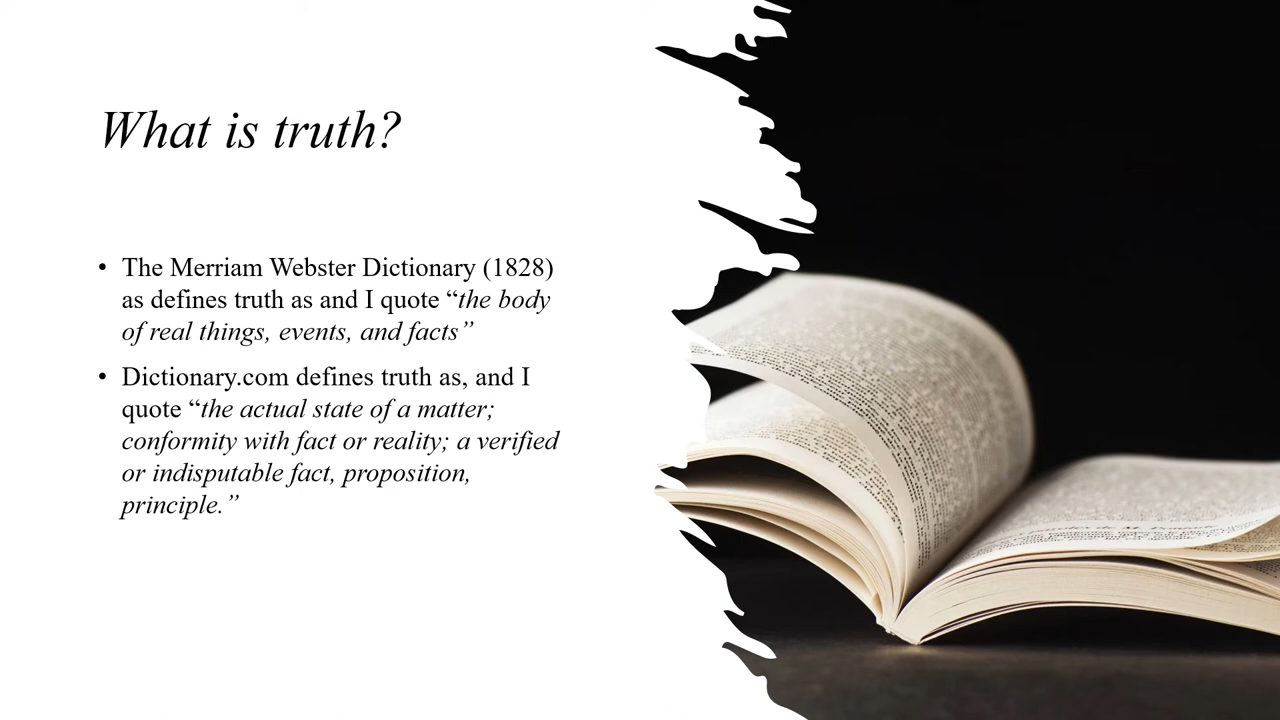 What is truth?
• The Merriam Webster Dictionary (1828)
as defines truth as and I quote “the body
of real things, events, and facts”
• Dictionary.com defines truth as, and I
quote “the actual state of a matter;
conformity with fact or reality; a verified
or indisputable fact, proposition,
principle.”